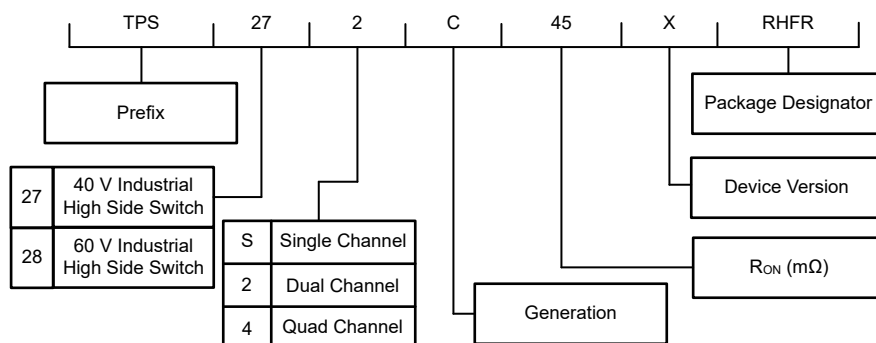 TPS 27 2 C 45 X RHFR
Prefix
Package Designator
27 40 V Industrial
High Side Switch
28 60 V Industrial
High Side Switch
Device Version
S Single Channel
2 Dual Channel
4 Quad Channel
RON (mΩ)
Generation